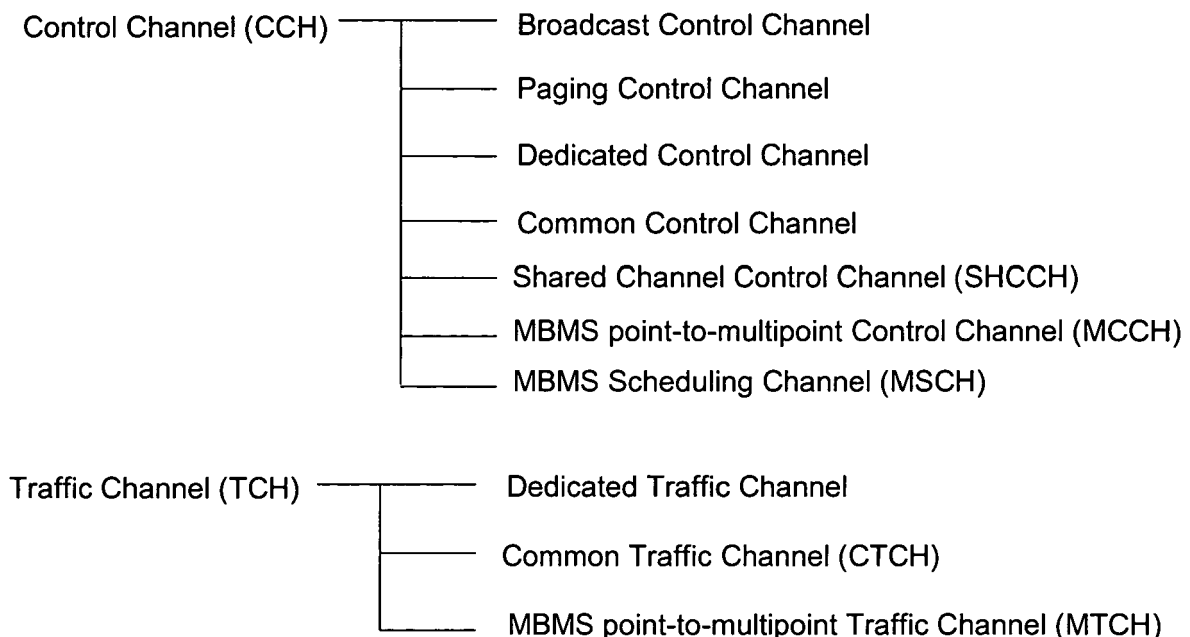 Control Channel (CCH)
Broadcast Control Channel
Paging Control Channel
Dedicated Control Channel
Common Control Channel
Shared Channel Control Channel (SHCCH)
MBMS point-to-multipoint Control Channel (MCCH)
MBMS Scheduling Channel (MSCH)
Traffic Channel (TCH)
Dedicated Traffic Channel
Common Traffic Channel (CTCH)
MBMS point-to-multipoint Traffic Channel (MTCH)